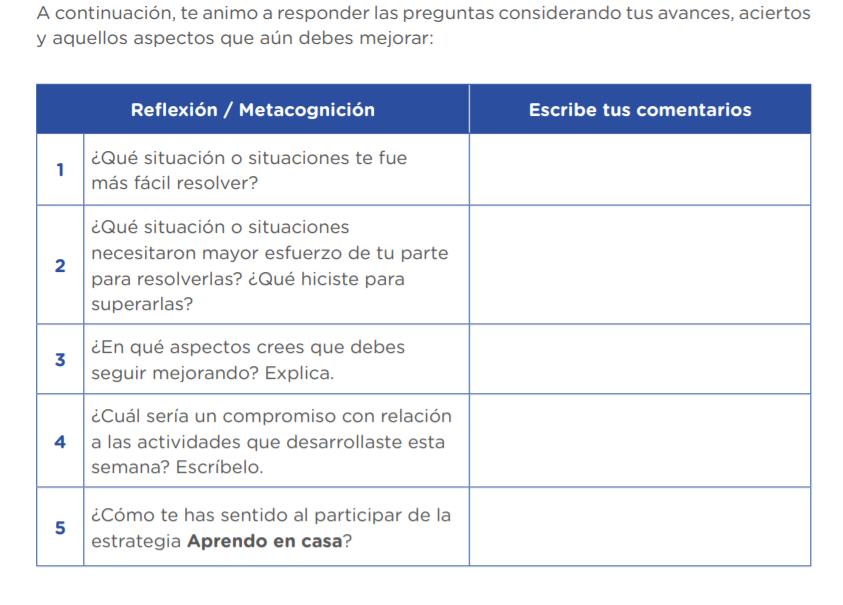 A continuación, te animo a responder las preguntas considerando tus avances, aciertos
y aquellos aspectos que aún debes mejorar:
Reflexión / Metacognición
Escribe tus comentarios
1
¿Qué situación o situaciones te fue
más fácil resolver?
2
¿Qué situación o situaciones
necesitaron mayor esfuerzo de tu parte
para resolverlas? ¿Qué hiciste para
superarlas?
3
¿En qué aspectos crees que debes
seguir mejorando? Explica.
4
¿Cuál sería un compromiso con relación
a las actividades que desarrollaste esta
semana? Escríbelo.
5
¿Cómo te has sentido al participar de la
estrategia Aprendo en casa?